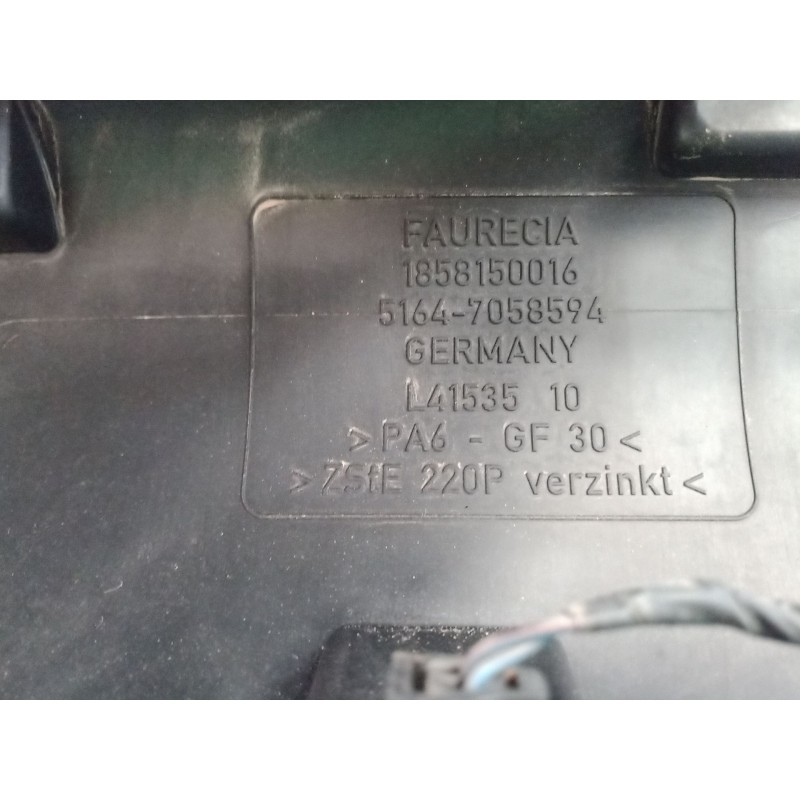 FAURECIA
1858150016
5164-7058594
GERMANY
L41535 10
>PA6 - GF 30<
>ZStE 220P verzinkt<